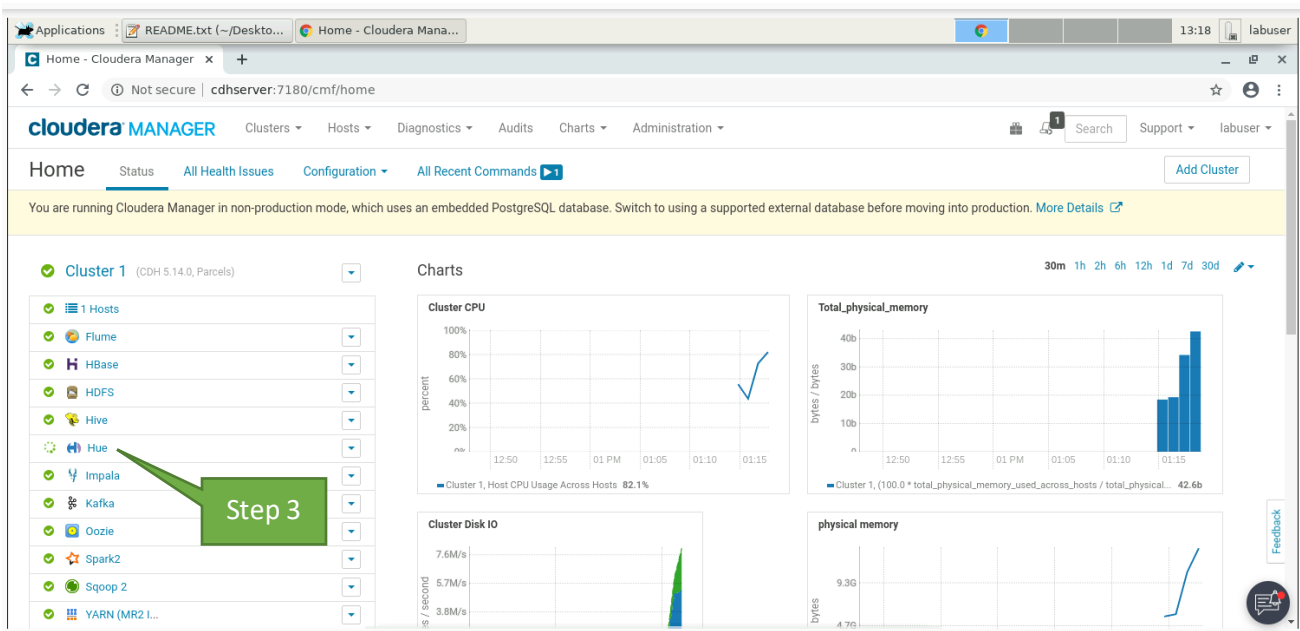 Applications README.txt (~/Deskto... Home - Cloudera Mana... 13:18 labuser
Home - Cloudera Manager × +
Not secure | cdhserver:7180/cmf/home
cloudera MANAGER Clusters Hosts Diagnostics Audits Charts Administration 1 Search Support labuser
Home Status All Health Issues Configuration All Recent Commands 1 Add Cluster
You are running Cloudera Manager in non-production mode, which uses an embedded PostgreSQL database. Switch to using a supported external database before moving into production. More Details
Cluster 1 (CDH 5.14.0, Parcels)
1 Hosts
Flume
HBase
HDFS
Hive
Hue
Impala
Kafka
Oozie
Spark2
Sqoop 2
YARN (MR2 I...
Step 3
Charts 30m 1h 2h 6h 12h 1d 7d 30d
Cluster CPU
percent
100%
80%
60%
40%
20%
0%
12:50 12:55 01 PM 01:05 01:10 01:15
Cluster 1, Host CPU Usage Across Hosts 82.1%
Total_physical_memory
bytes / bytes
40b
30b
20b
10b
0
12:50 12:55 01 PM 01:05 01:10 01:15
Cluster 1, (100.0 * total_physical_memory_used_across_hosts / total_physical... 42.6b
Cluster Disk IO
7.6M/s
5.7M/s
3.8M/s
/ second
physical memory
bytes
9.3G
4.7G
Feedback